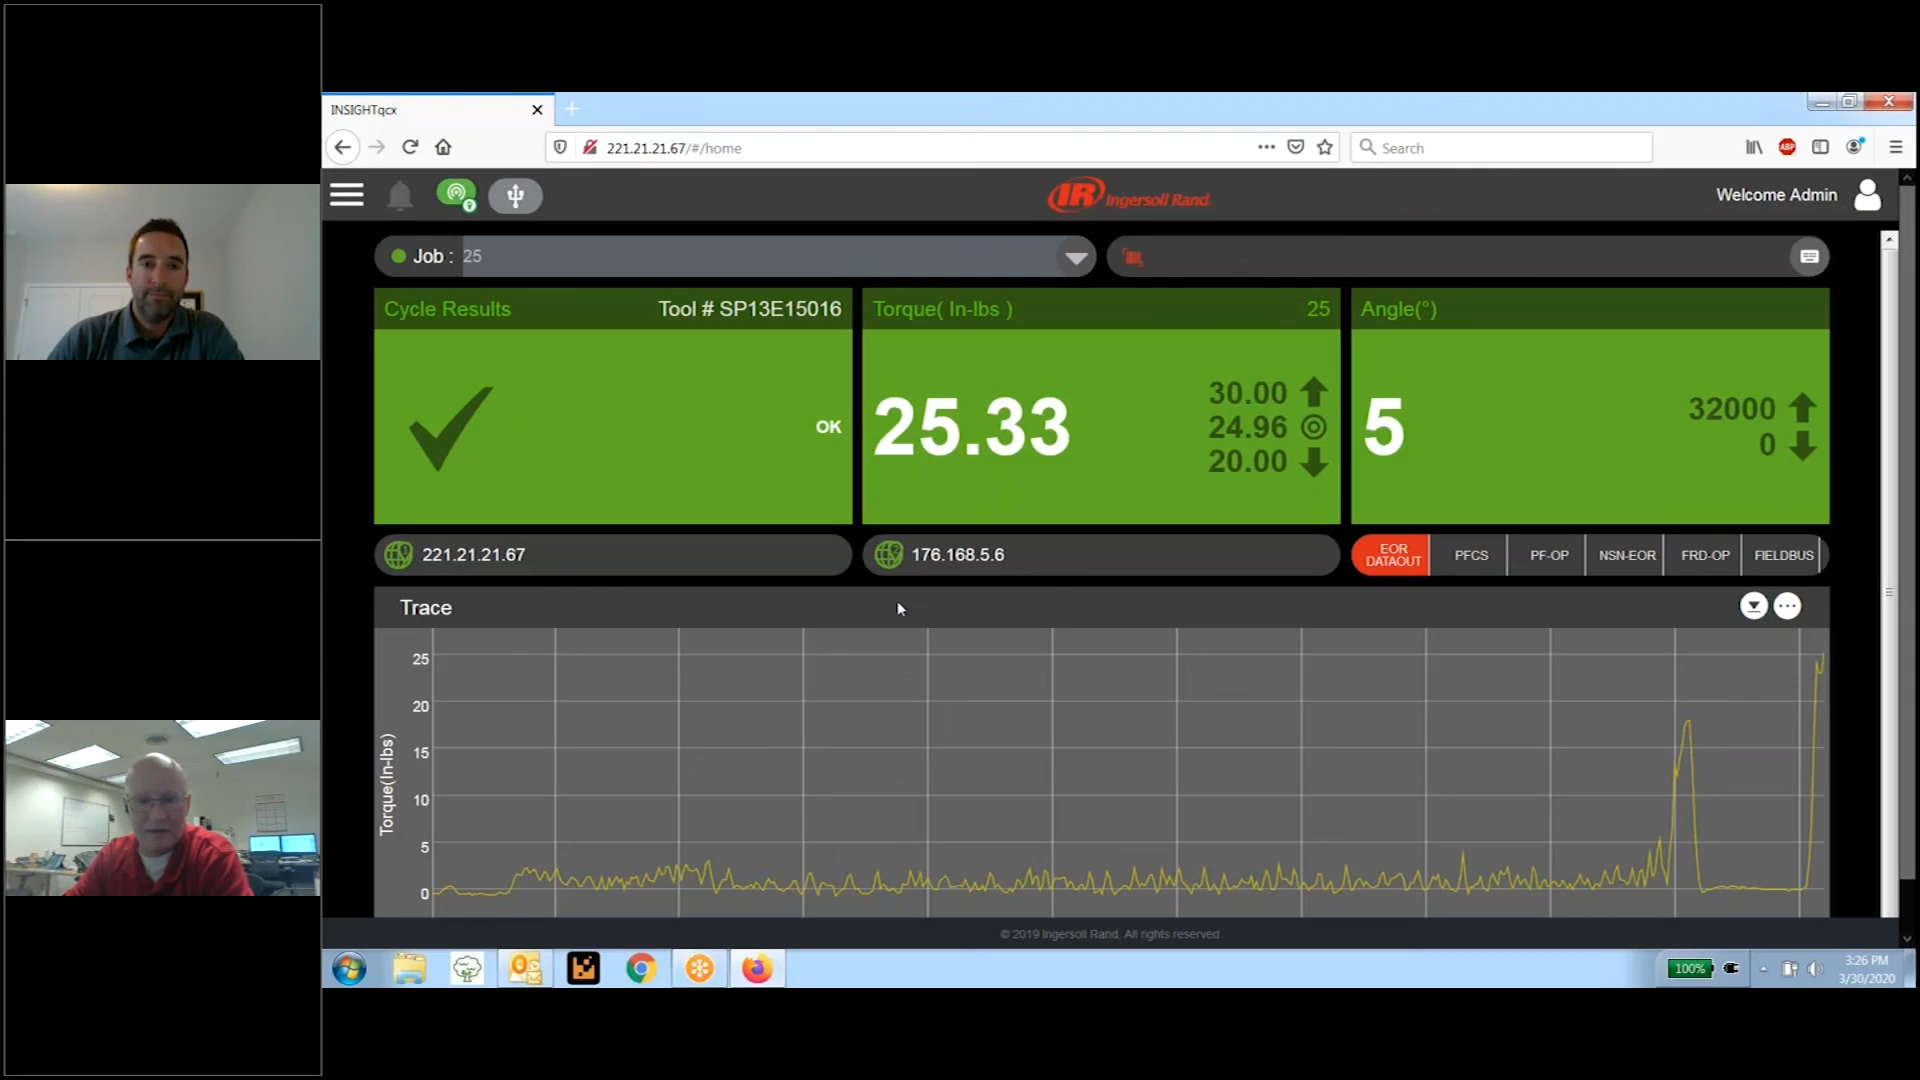 INSIGHTqcx
221.21.21.67/#/home
Search
ABP
IR Ingersoll Rand
Welcome Admin
Job : 25
Cycle Results Tool # SP13E15016
OK
Torque( In-lbs ) 25
25.33
30.00
24.96
20.00
Angle(°)
5
32000
0
221.21.21.67
176.168.5.6
EOR
DATAOUT
PFCS
PF-OP
NSN-EOR
FRD-OP
FIELDBUS
Trace
Torque(In-lbs)
25
20
15
10
5
0
© 2019 Ingersoll Rand, All rights reserved
100%
3:26 PM
3/30/2020